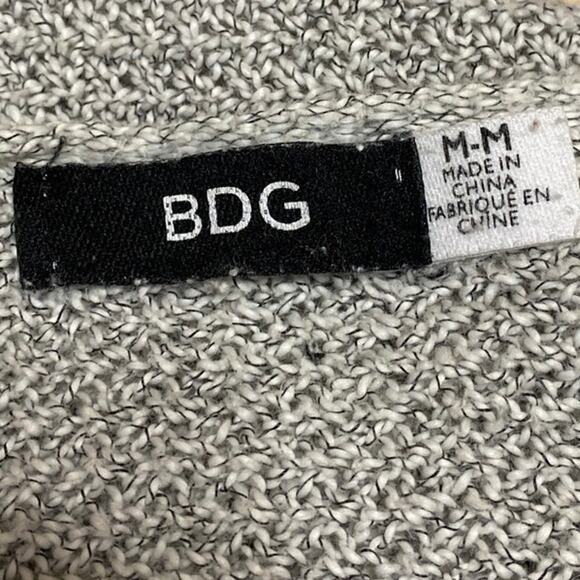 BDG
M-M
MADE IN
CHINA
FABRIQUÉ EN
CHINE